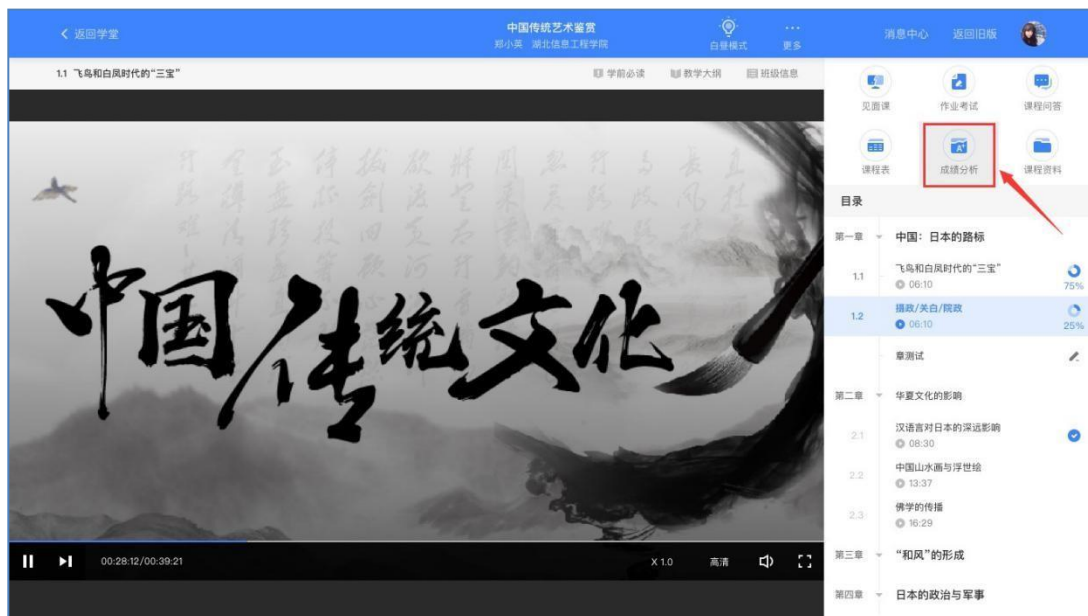 返回学堂
中国传统艺术鉴赏
郑小英 湖北信息工程学院
白昼模式
更多
消息中心
返回旧版
1.1 飞鸟和白凤时代的“三宝”
学前必读
教学大纲
班级信息
见面课
作业考试
课程问答
课程表
成绩分析
课程资料
中国传统文化
00:28:12/00:39:21
X 1.0
高清
目录
第一章 中国：日本的路标
1.1 飞鸟和白凤时代的“三宝”
06:10
75%
1.2 摄政/关白/院政
06:10
25%
章测试
第二章 华夏文化的影响
2.1 汉语言对日本的深远影响
08:30
2.2 中国山水画与浮世绘
13:37
2.3 佛学的传播
16:29
第三章 “和风”的形成
第四章 日本的政治与军事